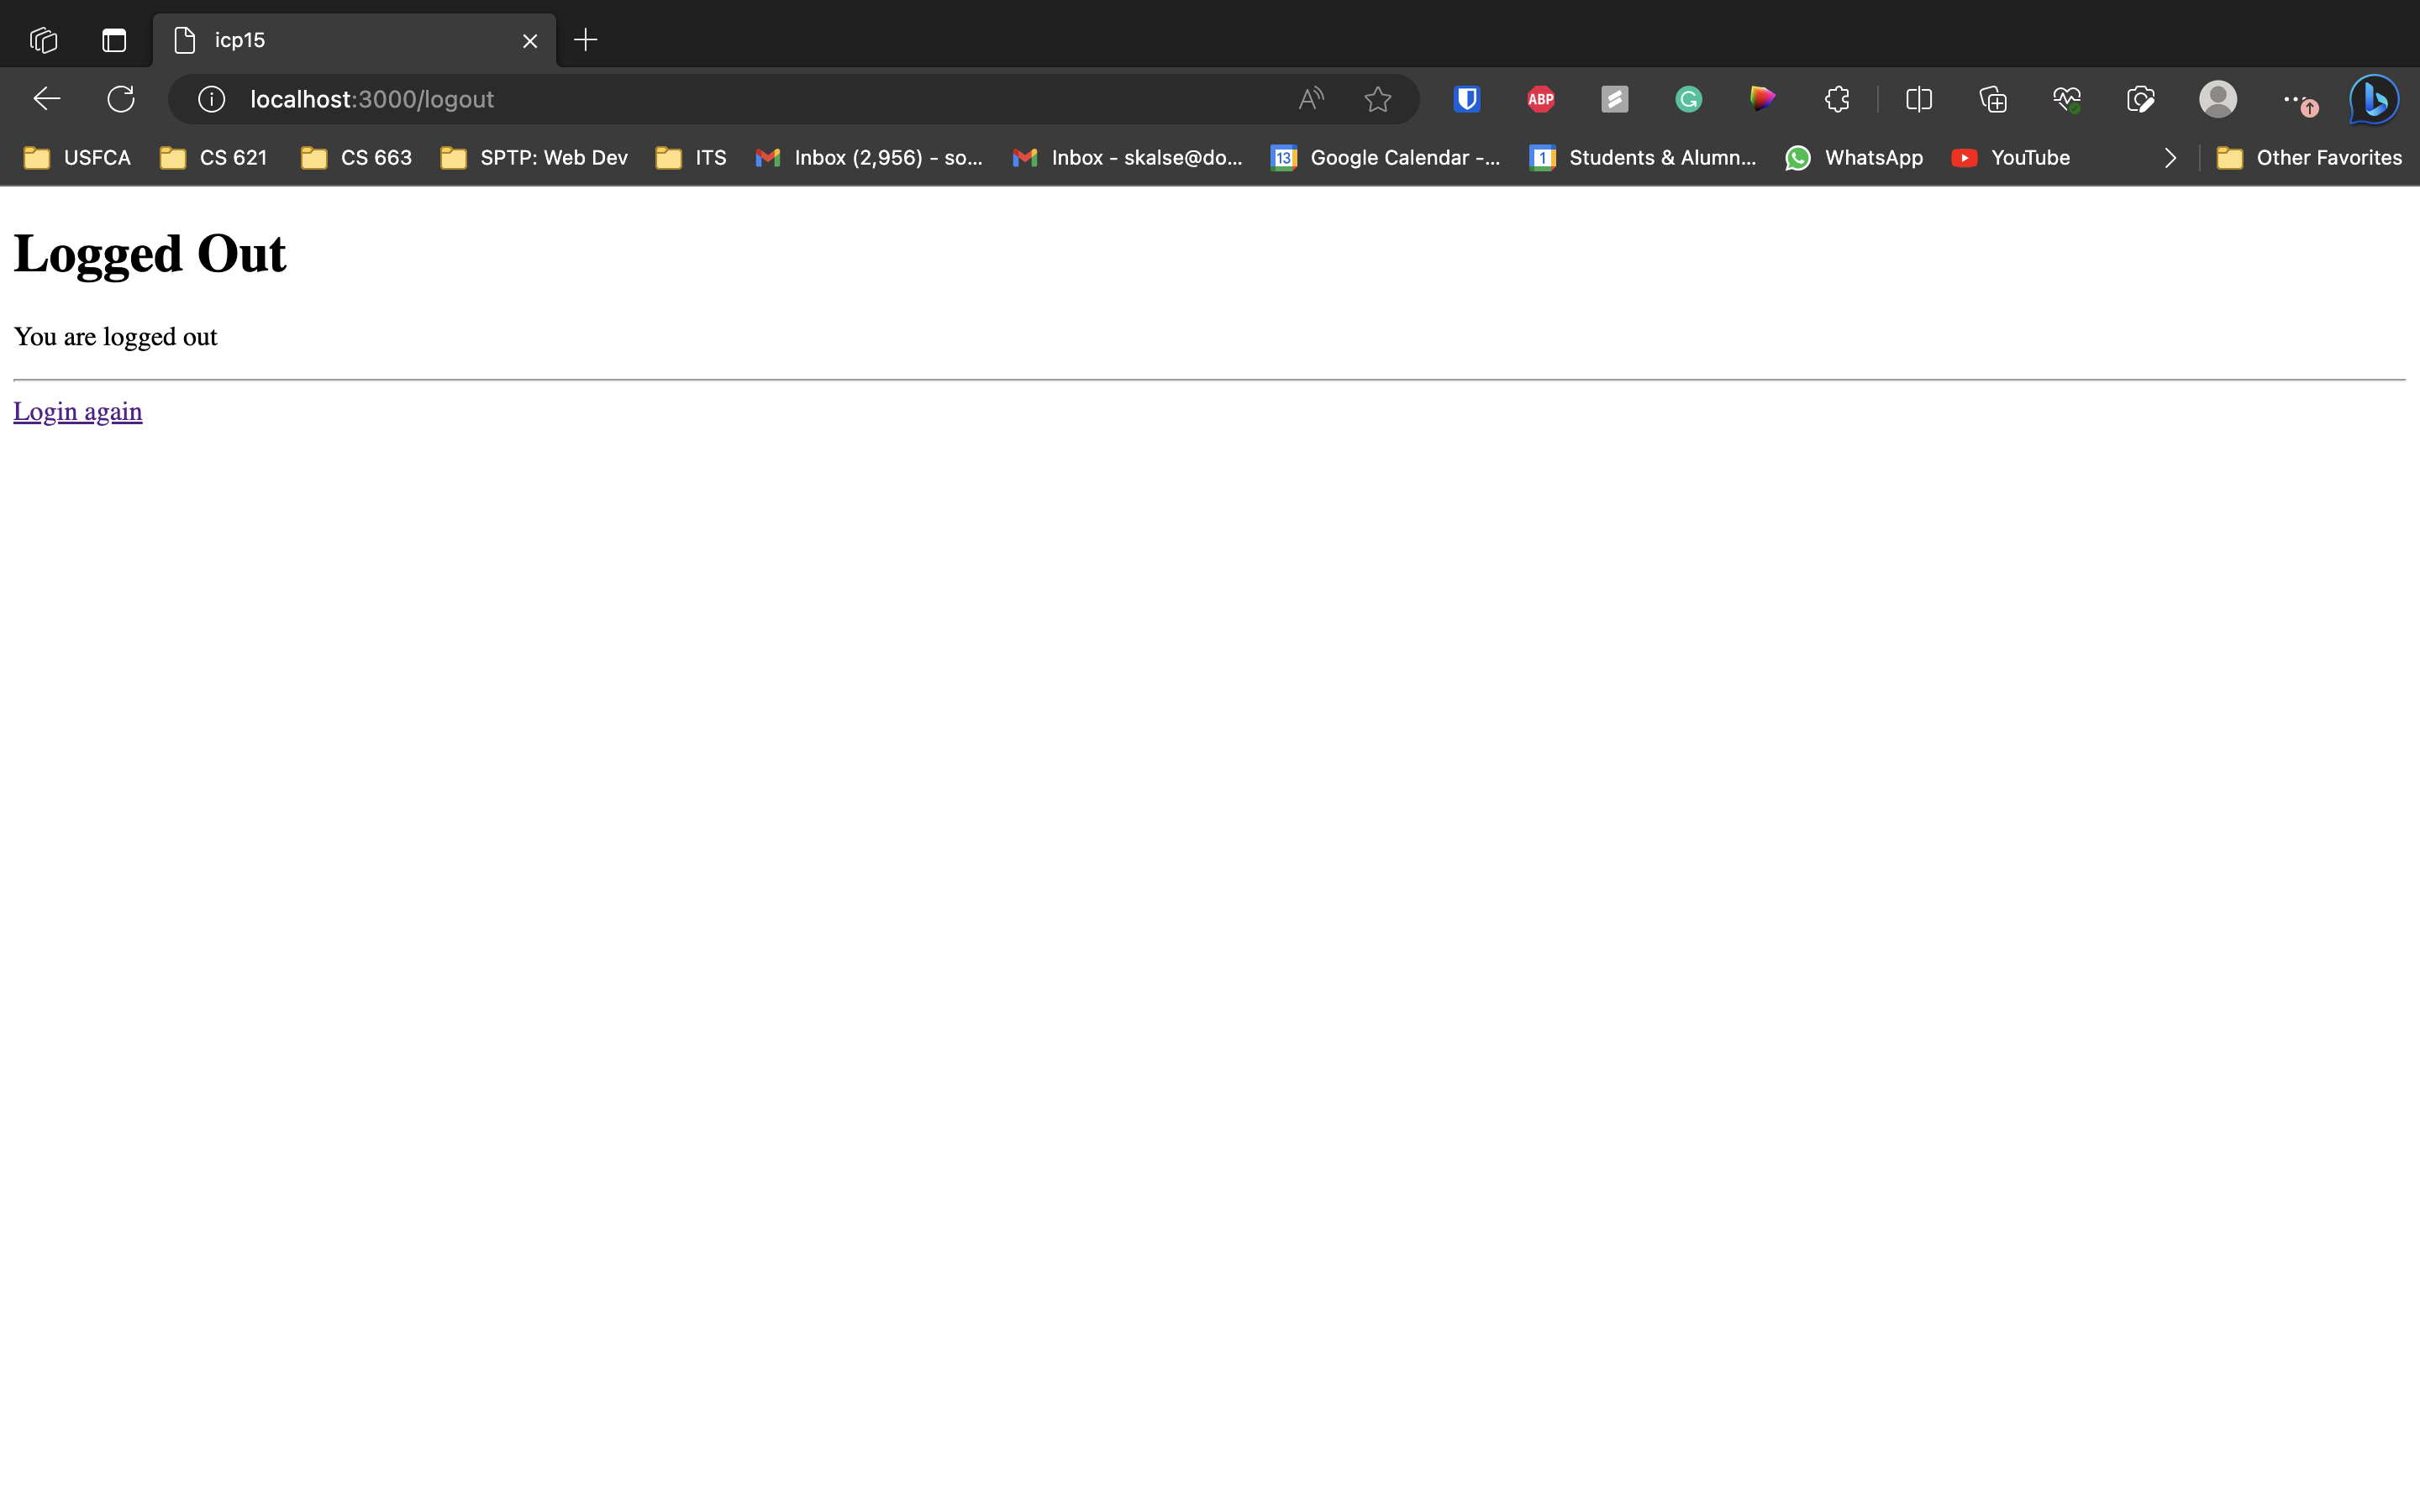 icp15
localhost:3000/logout
ABP
USFCA CS 621 CS 663 SPTP: Web Dev ITS Inbox (2,956) - so... Inbox - skalse@do... 13 Google Calendar -... 1 Students & Alumn... WhatsApp YouTube Other Favorites
Logged Out
You are logged out
Login again